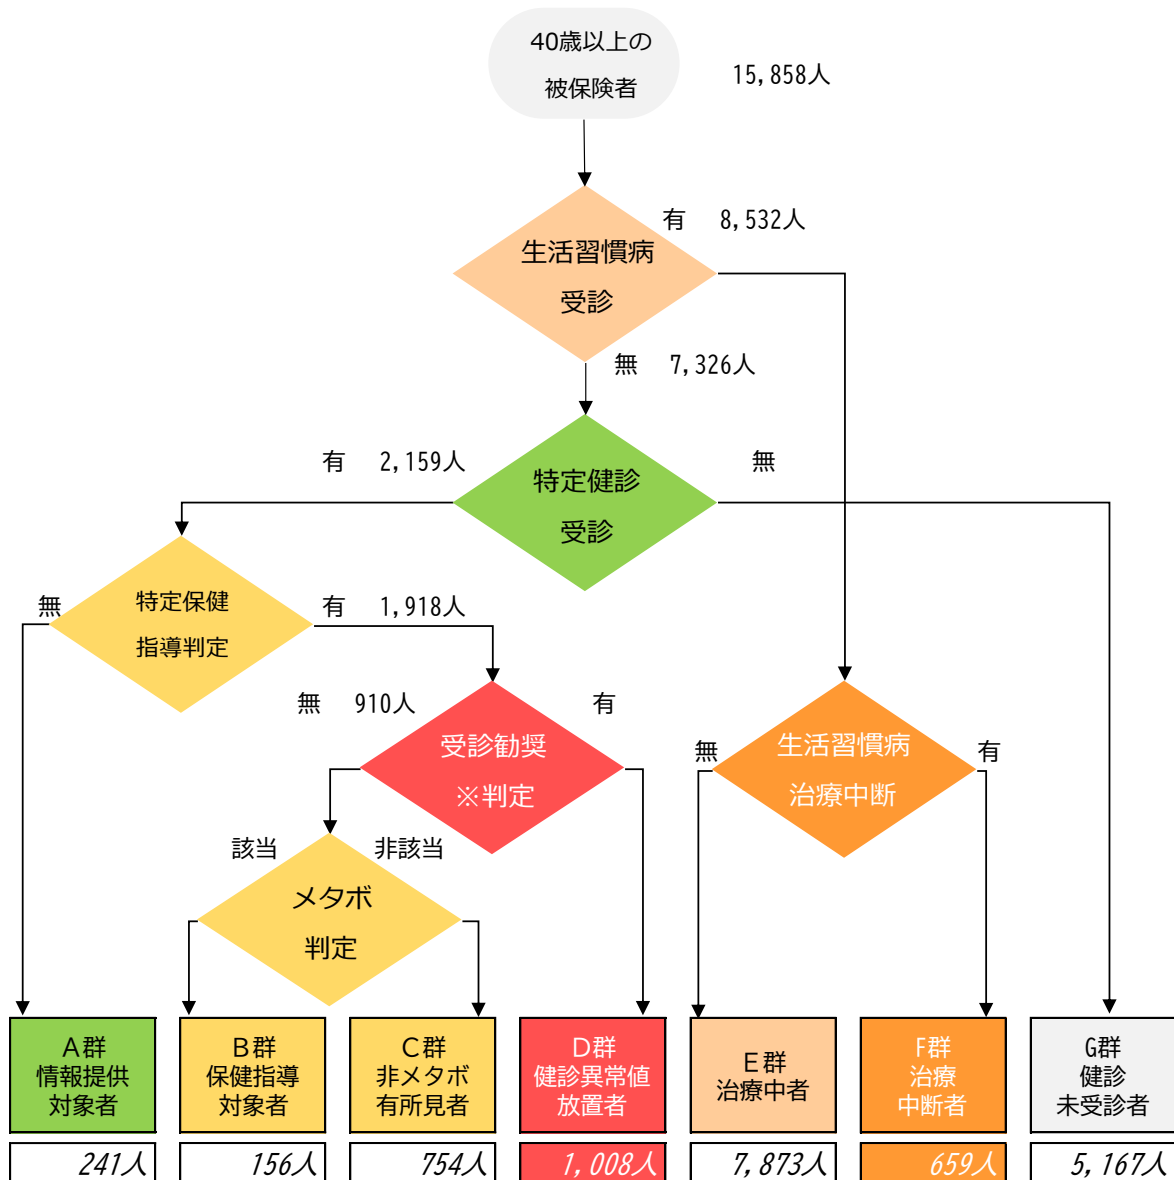 40歳以上の
被保険者
15,858人
有 8,532人
生活習慣病
受診
無 7,326人
有 2,159人
特定健診
受診
無
特定保健
指導判定
無
有 1,918人
無 910人
受診勧奨
※判定
有
生活習慣病
治療中断
無
有
該当
非該当
メタボ
判定
A群
情報提供
対象者
B群
保健指導
対象者
C群
非メタボ
有所見者
D群
健診異常値
放置者
E群
治療中者
F群
治療
中断者
G群
健診
未受診者
241人
156人
754人
1,008人
7,873人
659人
5,167人